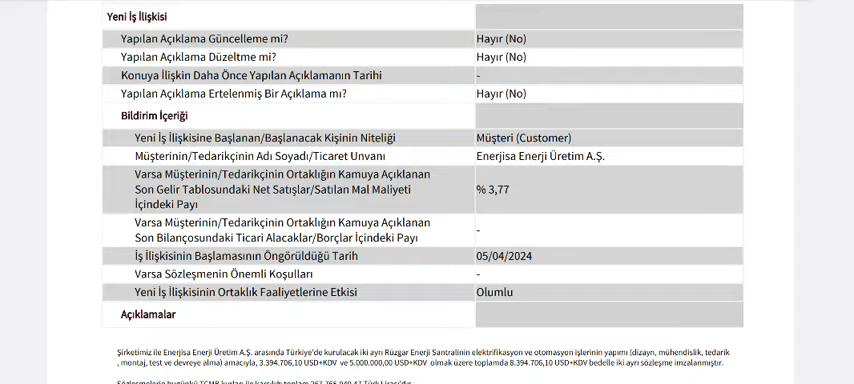 Yeni İş İlişkisi
Yapılan Açıklama Güncelleme mi? Hayır (No)
Yapılan Açıklama Düzeltme mi? Hayır (No)
Konuya İlişkin Daha Önce Yapılan Açıklamanın Tarihi -
Yapılan Açıklama Ertelenmiş Bir Açıklama mı? Hayır (No)
Bildirim İçeriği
Yeni İş İlişkisine Başlanan/Başlanacak Kişinin Niteliği Müşteri (Customer)
Müşterinin/Tedarikçinin Adı Soyadı/Ticaret Unvanı Enerjisa Enerji Üretim A.Ş.
Varsa Müşterinin/Tedarikçinin Ortaklığın Kamuya Açıklanan
Son Gelir Tablosundaki Net Satışlar/Satılan Mal Maliyeti % 3,77
İçindeki Payı
Varsa Müşterinin/Tedarikçinin Ortaklığın Kamuya Açıklanan
Son Bilançosundaki Ticari Alacaklar/Borçlar İçindeki Payı -
İş İlişkisinin Başlamasının Öngörüldüğü Tarih 05/04/2024
Varsa Sözleşmenin Önemli Koşulları -
Yeni İş İlişkisinin Ortaklık Faaliyetlerine Etkisi Olumlu
Açıklamalar
Şirketimiz ile Enerjisa Enerji Üretim A.Ş. arasında Türkiye'de kurulacak iki ayrı Rüzgar Enerji Santralinin elektrifikasyon ve otomasyon işlerinin yapımı (dizayn, mühendislik, tedarik
, montaj, test ve devreye alma) amacıyla, 3.394.706,10 USD+KDV ve 5.000.000,00 USD+KDV olmak üzere toplamda 8.394.706,10 USD+KDV bedelle iki ayrı sözleşme imzalanmıştır.